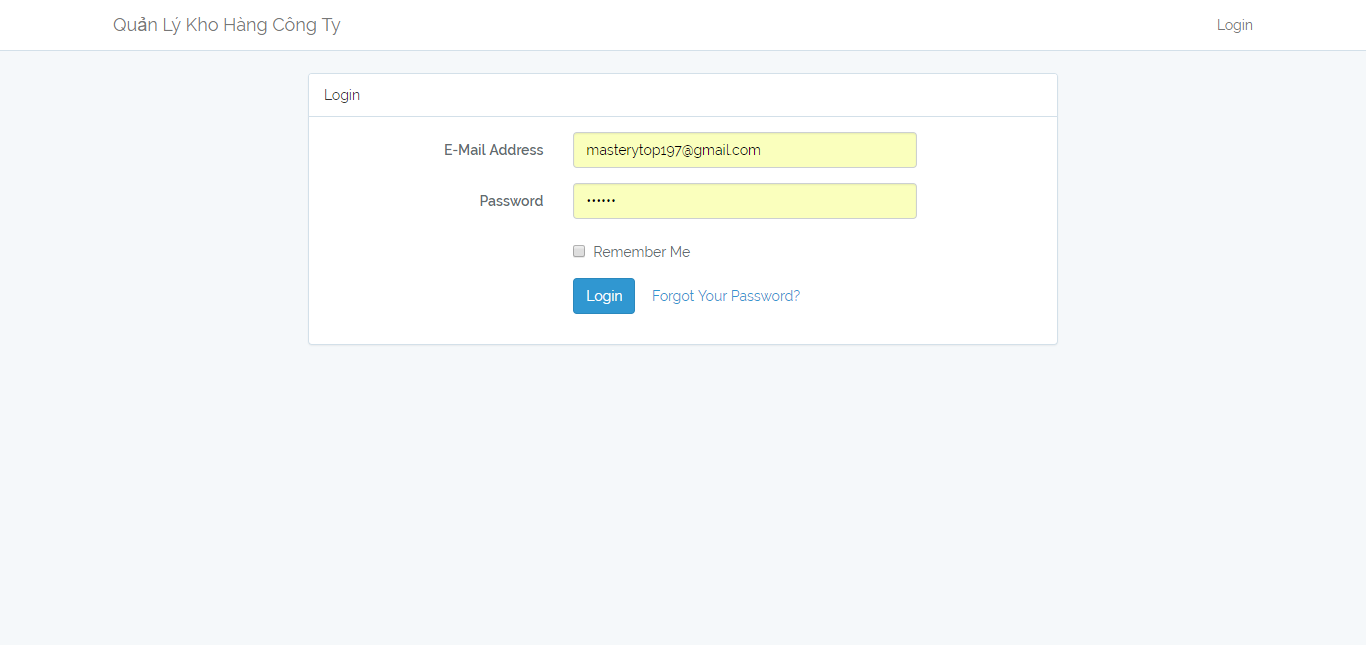 Quản Lý Kho Hàng Công Ty
Login
Login
E-Mail Address
masterytop197@gmail.com
Password
••••••
Remember Me
Login
Forgot Your Password?